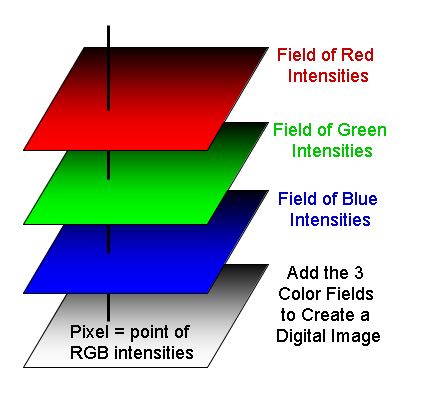 Field of Red
Intensities
Field of Green
Intensities
Field of Blue
Intensities
Add the 3
Color Fields
to Create a
Digital Image
Pixel = point of
RGB intensities